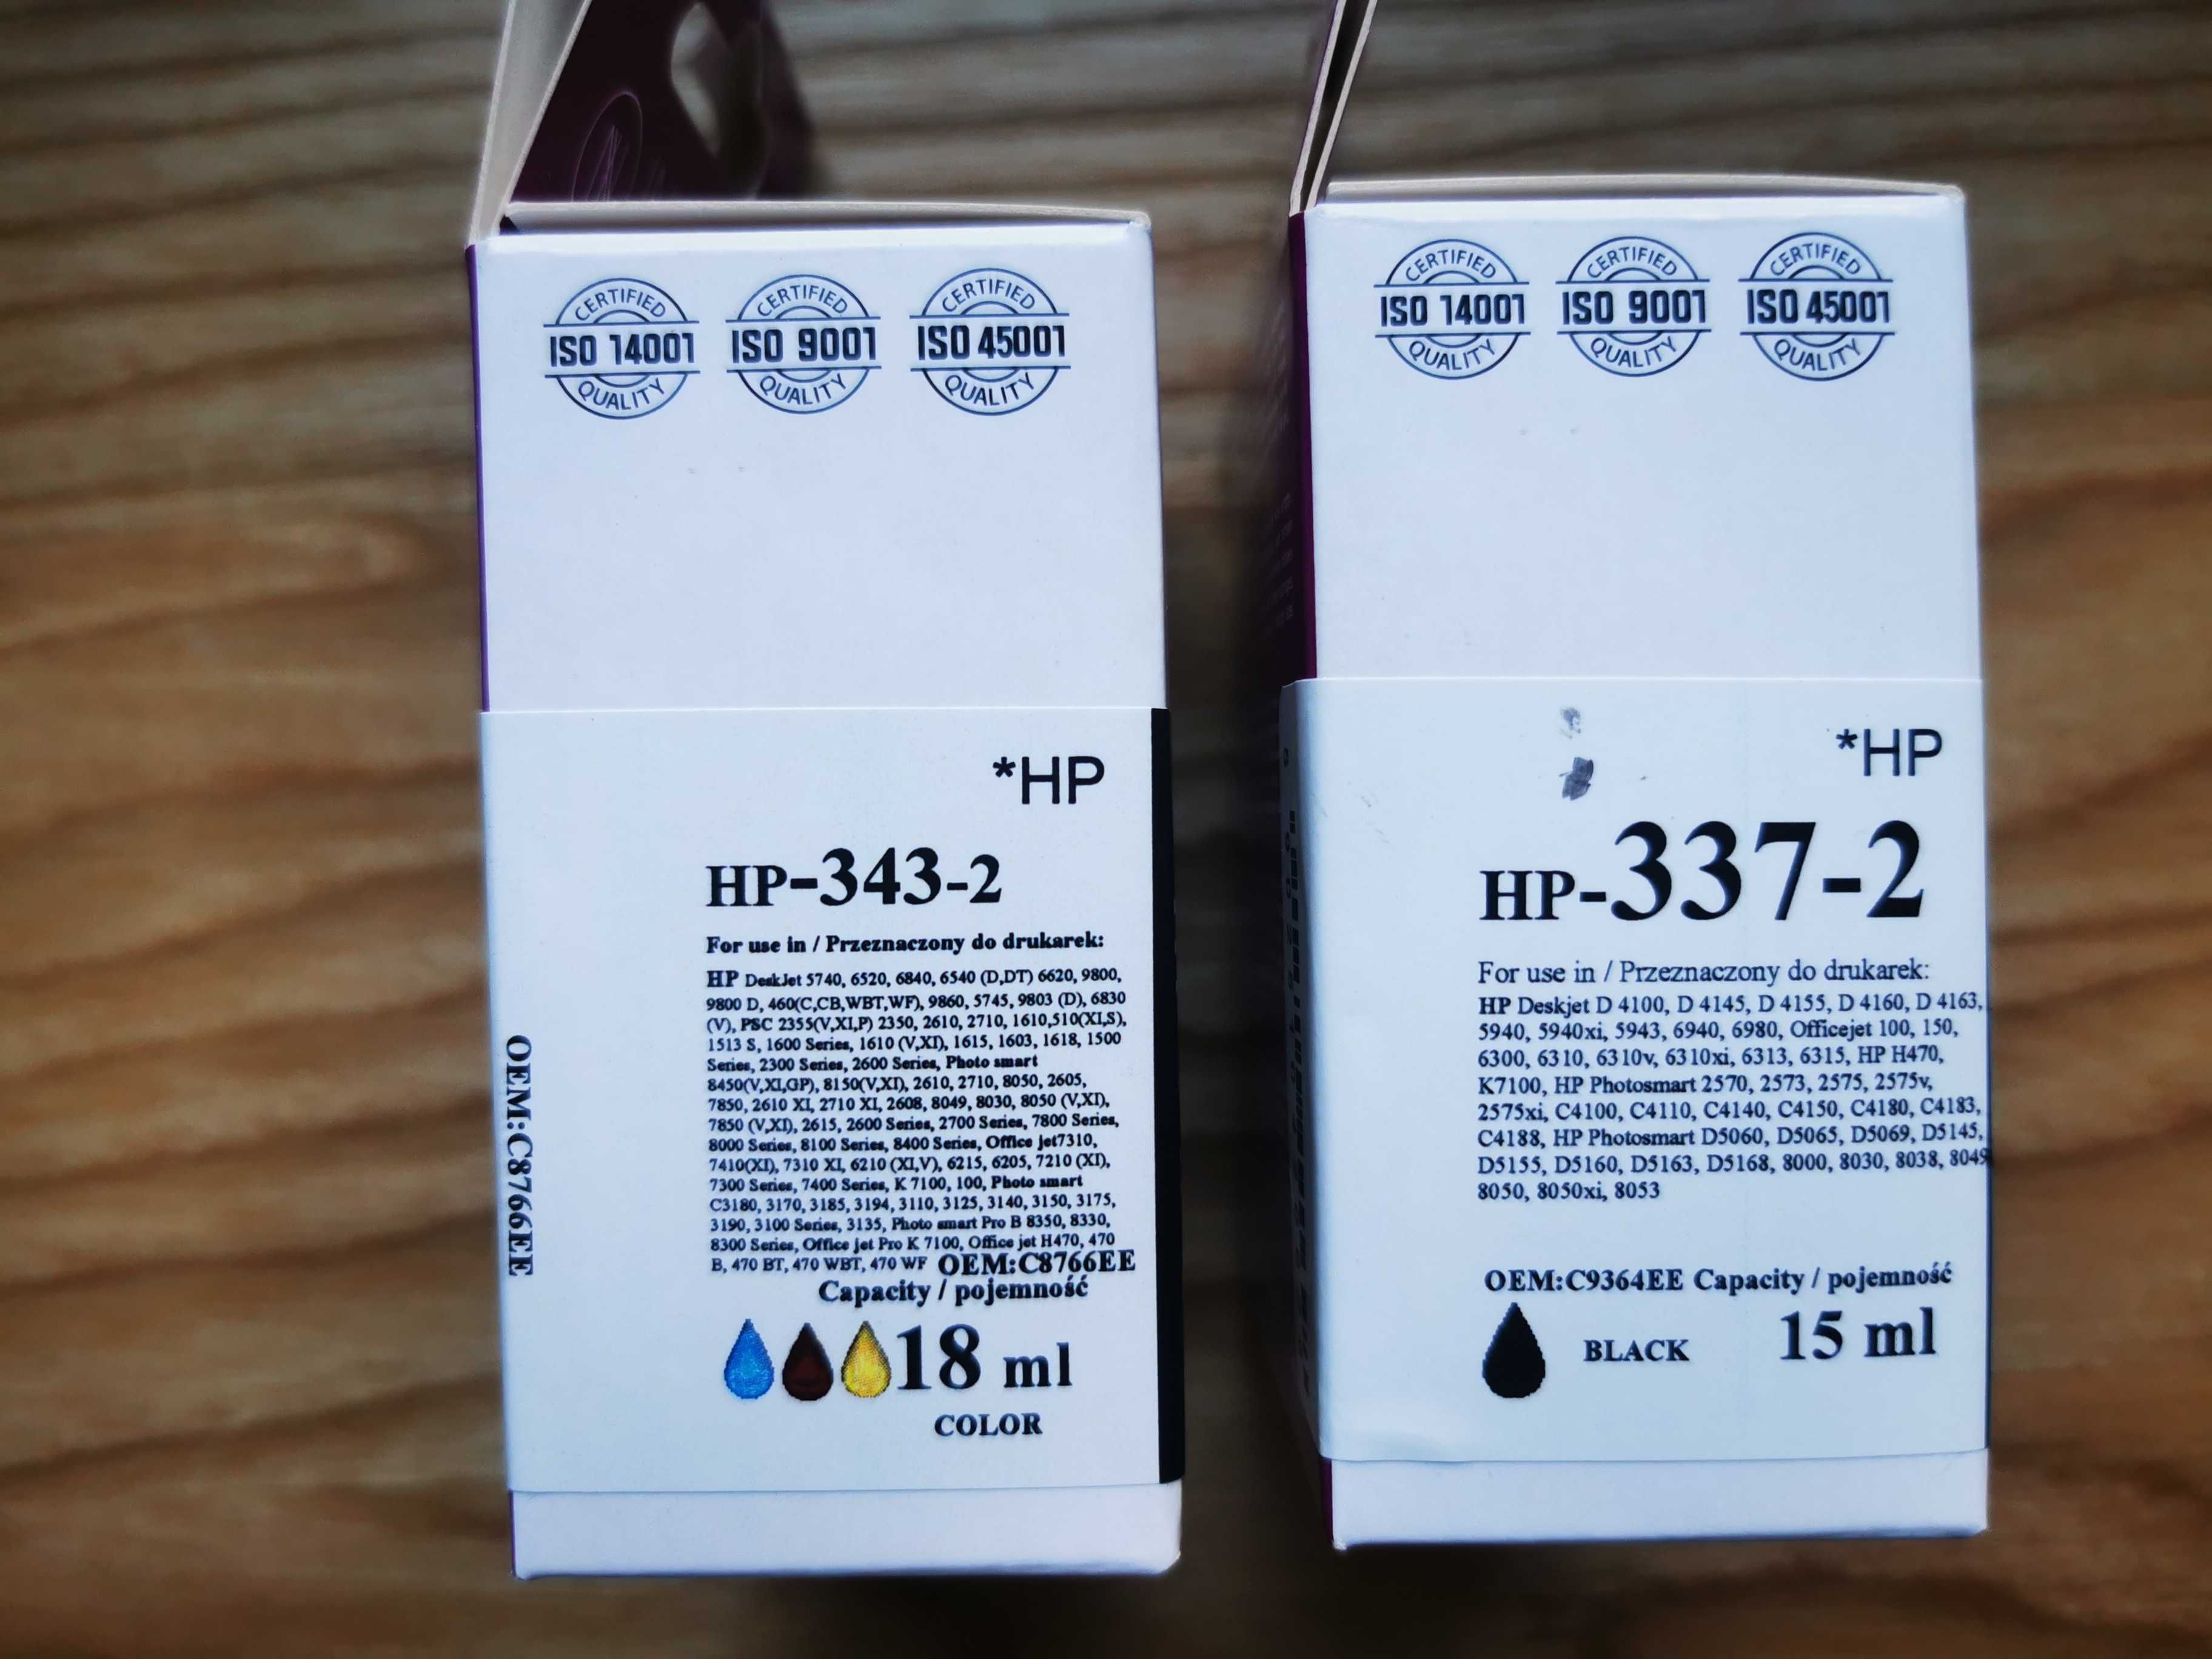 CERTIFIED
ISO 14001
QUALITY
CERTIFIED
ISO 9001
QUALITY
CERTIFIED
ISO 45001
QUALITY
*HP
HP-343-2
For use in / Przeznaczony do drukarek:
HP DeskJet 5740, 6520, 6840, 6540 (D,DT) 6620, 9800,
9800 D, 460(C,CB,WBT,WF), 9860, 5745, 9803 (D), 6830
(V), PSC 2355(V,XI,P) 2350, 2610, 2710, 1610,510(XI,S),
1513 S, 1600 Series, 1610 (V,XI), 1615, 1603, 1618, 1500
Series, 2300 Series, 2600 Series, Photo smart
8450(V,XI,GP), 8150(V,XI), 2610, 2710, 8050, 2605,
7850, 2610 XI, 2710 XI, 2608, 8049, 8030, 8050 (V,XI),
7850 (V,XI), 2615, 2600 Series, 2700 Series, 7800 Series,
8000 Series, 8100 Series, 8400 Series, Office jet7310,
7410(XI), 7310 XI, 6210 (XI,V), 6215, 6205, 7210 (XI),
7300 Series, 7400 Series, K 7100, 100, Photo smart
C3180, 3170, 3185, 3194, 3110, 3125, 3140, 3150, 3175,
3190, 3100 Series, 3135, Photo smart Pro B 8350, 8330,
8300 Series, Office jet Pro K 7100, Office jet H470, 470
B, 470 BT, 470 WBT, 470 WF OEM:C8766EE
Capacity / pojemność
18 ml
COLOR
OEM:C8766EE
CERTIFIED
ISO 14001
QUALITY
CERTIFIED
ISO 9001
QUALITY
CERTIFIED
ISO 45001
QUALITY
*HP
HP-337-2
For use in / Przeznaczony do drukarek:
HP Deskjet D 4100, D 4145, D 4155, D 4160, D 4163,
5940, 5940xi, 5943, 6940, 6980, Officejet 100, 150,
6300, 6310, 6310v, 6310xi, 6313, 6315, HP H470,
K7100, HP Photosmart 2570, 2573, 2575, 2575v,
2575xi, C4100, C4110, C4140, C4150, C4180, C4183,
C4188, HP Photosmart D5060, D5065, D5069, D5145,
D5155, D5160, D5163, D5168, 8000, 8030, 8038, 8049
8050, 8050xi, 8053
OEM:C9364EE Capacity / pojemność
BLACK 15 ml